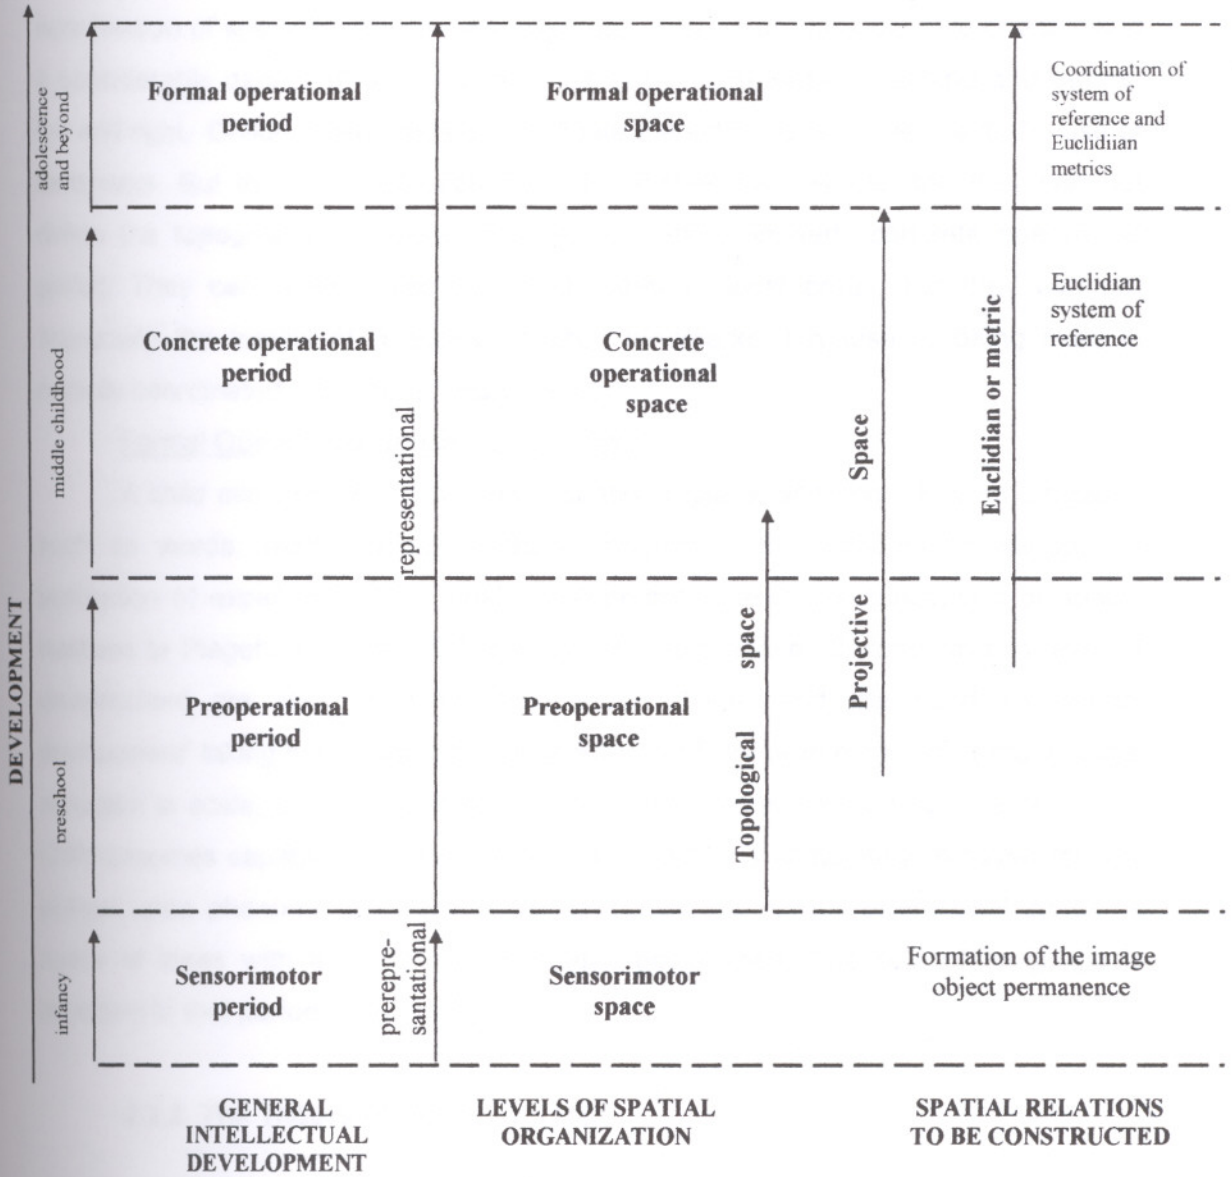 DEVELOPMENT
adolescence
and beyond
Formal operational
period
Formal operational
space
Coordination of
system of
reference and
Euclidiian
metrics
middle childhood
Concrete operational
period
representational
Concrete
operational
space
Space
Euclidian or metric
Euclidian
system of
reference
preschool
Preoperational
period
Preoperational
space
Topological space
Projective
infancy
Sensorimotor
period
prerepre-
santational
Sensorimotor
space
Formation of the image
object permanence
GENERAL
INTELLECTUAL
DEVELOPMENT
LEVELS OF SPATIAL
ORGANIZATION
SPATIAL RELATIONS
TO BE CONSTRUCTED